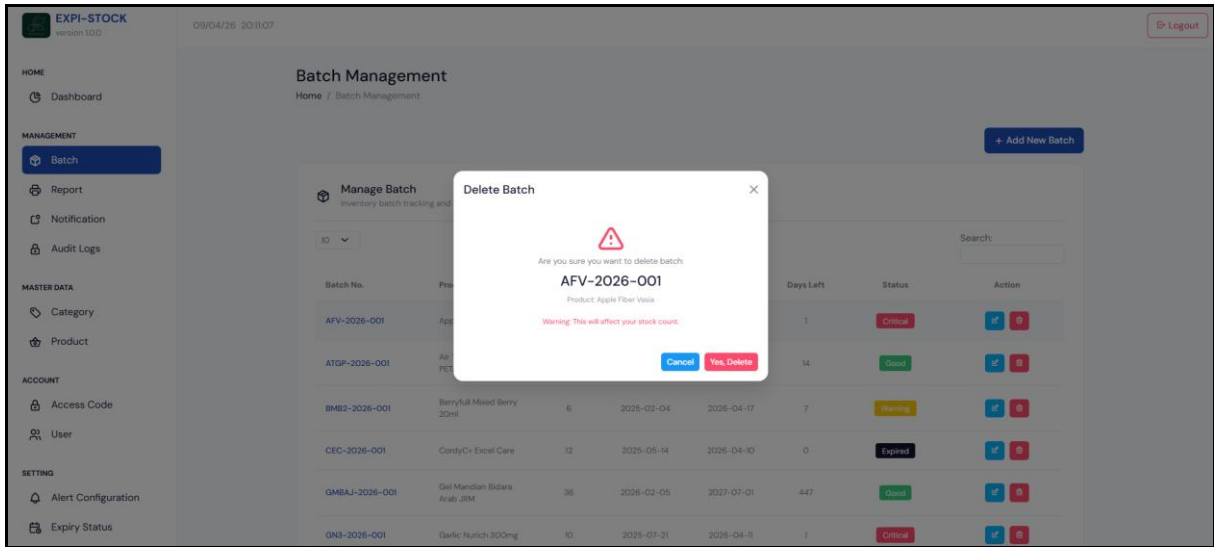 EXPI-STOCK
version 1.0.0
09/04/26 20:11:07
Logout
HOME
Dashboard
MANAGEMENT
Batch
Report
Notification
Audit Logs
MASTER DATA
Category
Product
ACCOUNT
Access Code
User
SETTING
Alert Configuration
Expiry Status
Batch Management
Home / Batch Management
+ Add New Batch
Manage Batch
Inventory batch tracking and
10
Search:
Batch No. Days Left Status Action
AFV-2026-001 1 Critical
ATGP-2026-001 14 Good
BMB2-2026-001 Berryfull Mixed Berry 20ml 6 2025-02-04 2026-04-17 7 Warning
CEC-2026-001 CordyC+ Excel Care 12 2025-05-14 2026-04-10 0 Expired
GMBAJ-2026-001 Gel Mandian Bidara Arab JRM 36 2026-02-05 2027-07-01 447 Good
GN3-2026-001 Garlic Nurich 300mg 10 2025-07-21 2026-04-11 1 Critical
Delete Batch
Are you sure you want to delete batch:
AFV-2026-001
Product: Apple Fiber Vasia
Warning: This will affect your stock count.
Cancel
Yes, Delete